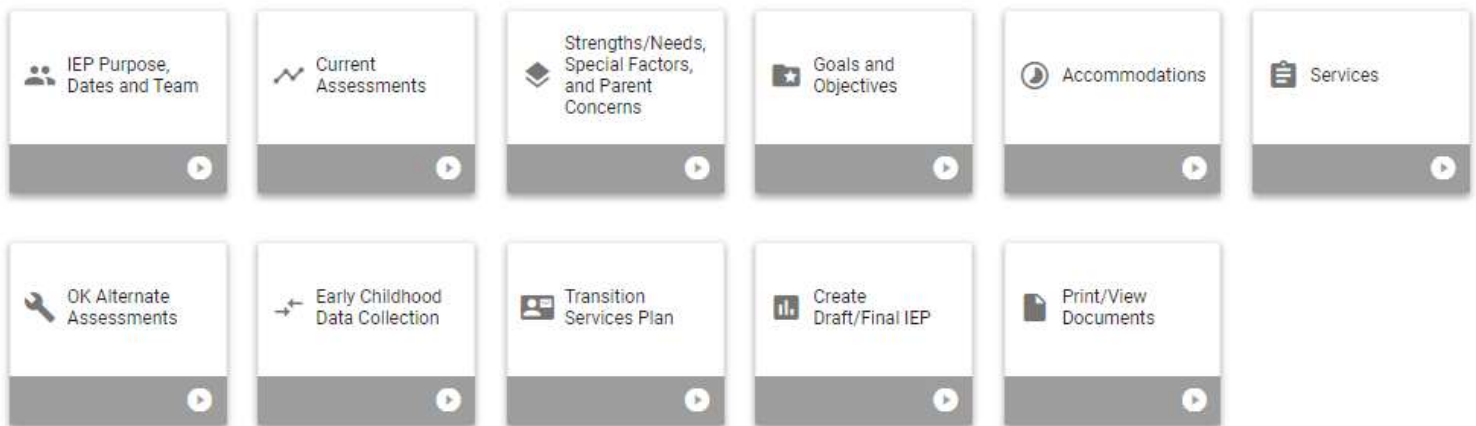 IEP Purpose,
Dates and Team
Current
Assessments
Strengths/Needs,
Special Factors,
and Parent
Concerns
Goals and
Objectives
Accommodations
Services
OK Alternate
Assessments
Early Childhood
Data Collection
Transition
Services Plan
Create
Draft/Final IEP
Print/View
Documents